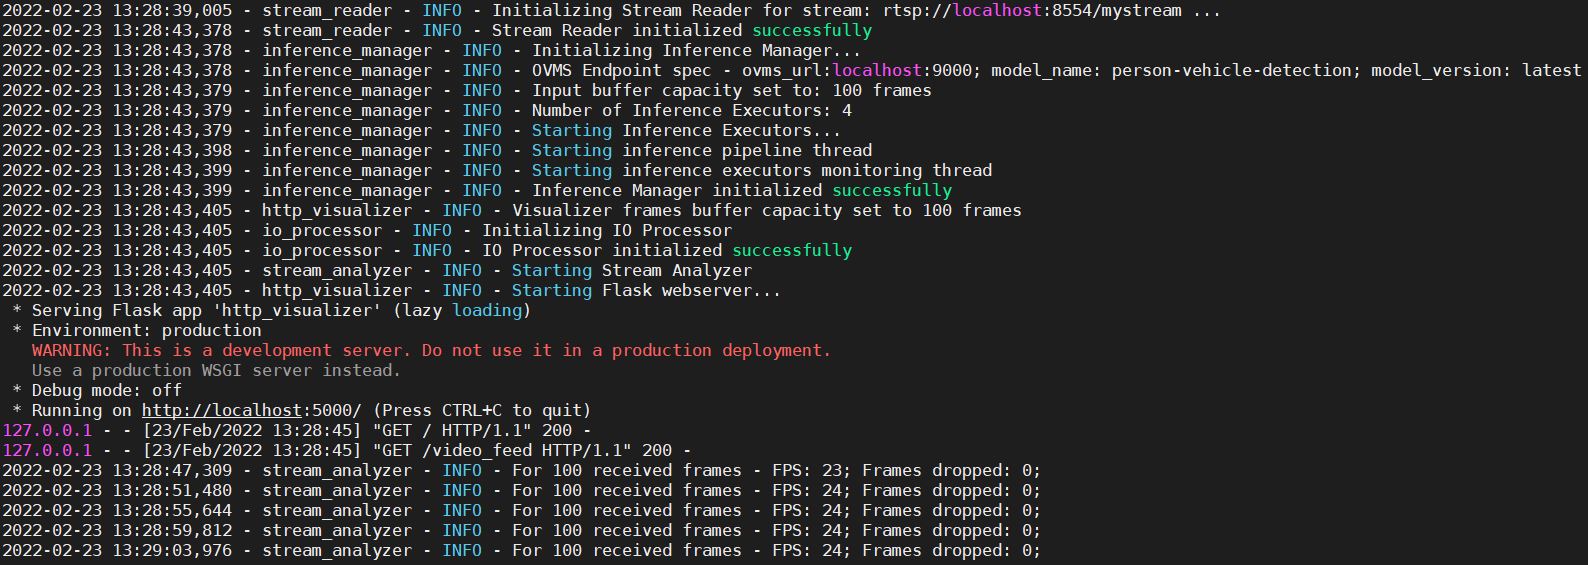 2022-02-23 13:28:39,005 - stream_reader - INFO - Initializing Stream Reader for stream: rtsp://localhost:8554/mystream ...
2022-02-23 13:28:43,378 - stream_reader - INFO - Stream Reader initialized successfully
2022-02-23 13:28:43,378 - inference_manager - INFO - Initializing Inference Manager...
2022-02-23 13:28:43,378 - inference_manager - INFO - OVMS Endpoint spec - ovms_url:localhost:9000; model_name: person-vehicle-detection; model_version: latest
2022-02-23 13:28:43,379 - inference_manager - INFO - Input buffer capacity set to: 100 frames
2022-02-23 13:28:43,379 - inference_manager - INFO - Number of Inference Executors: 4
2022-02-23 13:28:43,379 - inference_manager - INFO - Starting Inference Executors...
2022-02-23 13:28:43,398 - inference_manager - INFO - Starting inference pipeline thread
2022-02-23 13:28:43,399 - inference_manager - INFO - Starting inference executors monitoring thread
2022-02-23 13:28:43,399 - inference_manager - INFO - Inference Manager initialized successfully
2022-02-23 13:28:43,405 - http_visualizer - INFO - Visualizer frames buffer capacity set to 100 frames
2022-02-23 13:28:43,405 - io_processor - INFO - Initializing IO Processor
2022-02-23 13:28:43,405 - io_processor - INFO - IO Processor initialized successfully
2022-02-23 13:28:43,405 - stream_analyzer - INFO - Starting Stream Analyzer
2022-02-23 13:28:43,405 - http_visualizer - INFO - Starting Flask webserver...
 * Serving Flask app 'http_visualizer' (lazy loading)
 * Environment: production
   WARNING: This is a development server. Do not use it in a production deployment.
   Use a production WSGI server instead.
 * Debug mode: off
 * Running on http://localhost:5000/ (Press CTRL+C to quit)
127.0.0.1 - - [23/Feb/2022 13:28:45] "GET / HTTP/1.1" 200 -
127.0.0.1 - - [23/Feb/2022 13:28:45] "GET /video_feed HTTP/1.1" 200 -
2022-02-23 13:28:47,309 - stream_analyzer - INFO - For 100 received frames - FPS: 23; Frames dropped: 0;
2022-02-23 13:28:51,480 - stream_analyzer - INFO - For 100 received frames - FPS: 24; Frames dropped: 0;
2022-02-23 13:28:55,644 - stream_analyzer - INFO - For 100 received frames - FPS: 24; Frames dropped: 0;
2022-02-23 13:28:59,812 - stream_analyzer - INFO - For 100 received frames - FPS: 24; Frames dropped: 0;
2022-02-23 13:29:03,976 - stream_analyzer - INFO - For 100 received frames - FPS: 24; Frames dropped: 0;